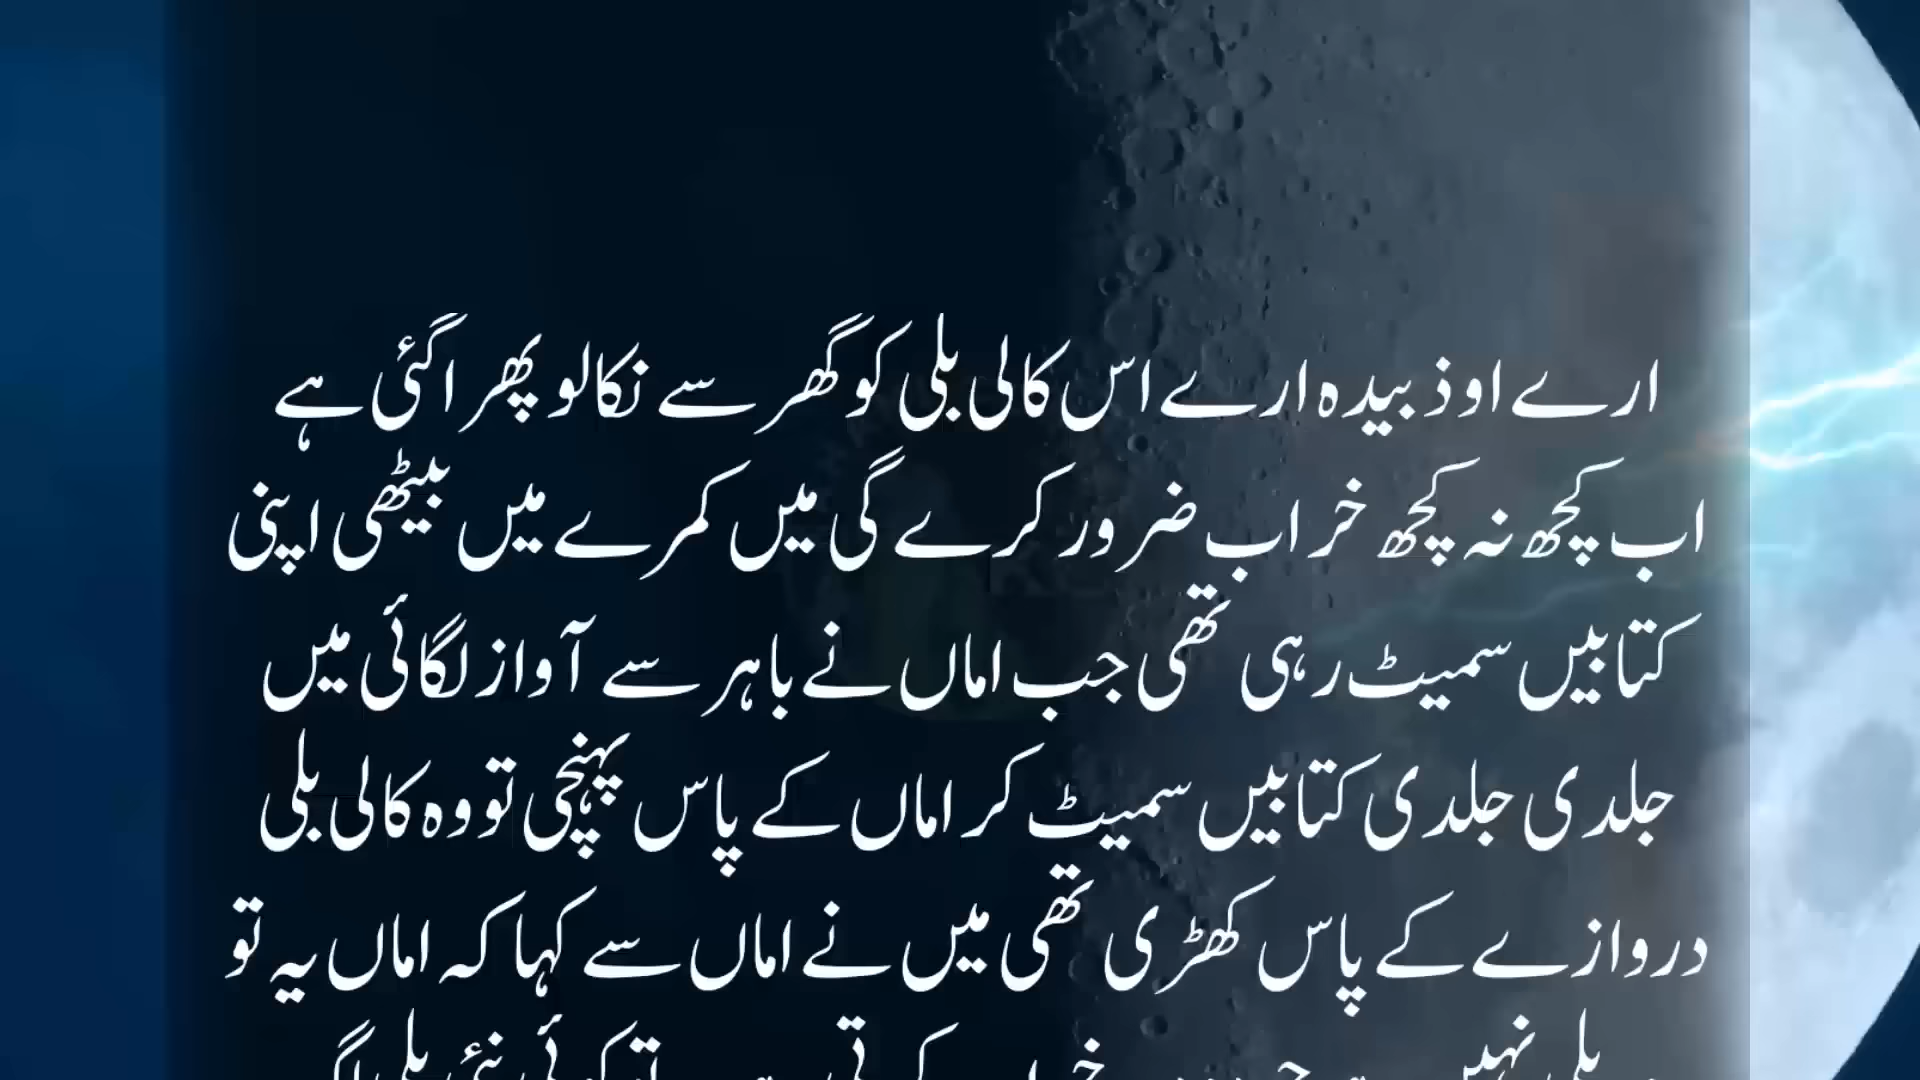 ارے او ذبیدہ ارے اس کالی بلی کو گھر سے نکالو پھر اگئی ہے
اب کچھ نہ کچھ خراب ضرور کرے گی میں کمرے میں بیٹھی اپنی
کتابیں سمیٹ رہی تھی جب اماں نے باہر سے آواز لگائی میں
جلدی جلدی کتابیں سمیٹ کر اماں کے پاس پہنچی تو وہ کالی بلی
دروازے کے پاس کھڑی تھی میں نے اماں سے کہا کہ اماں یہ تو
بلی نہیں